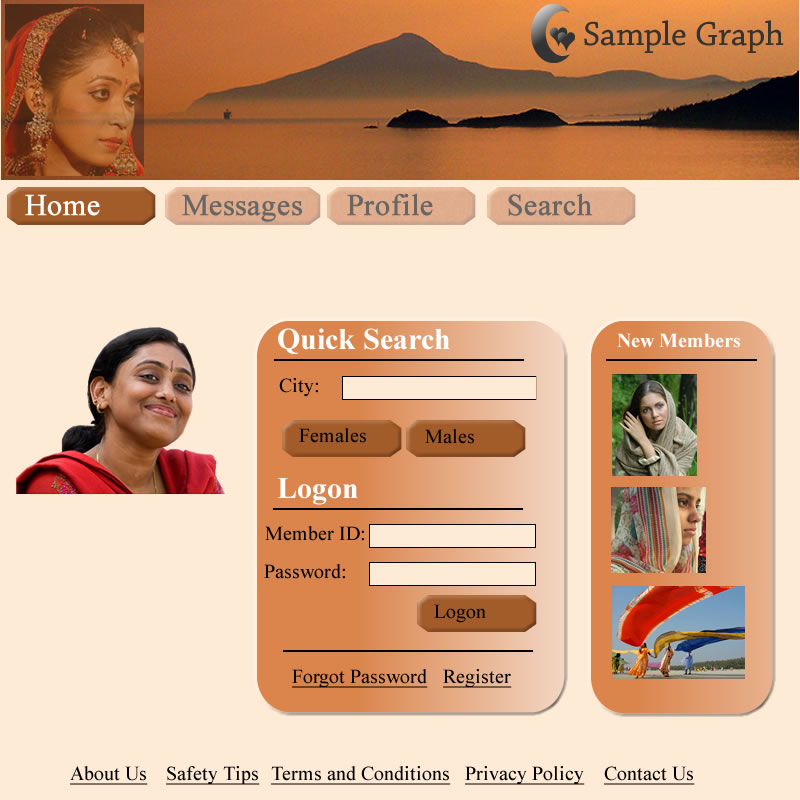 Sample Graph
Home
Messages
Profile
Search
Quick Search
City:
Females
Males
Logon
Member ID:
Password:
Logon
Forgot Password
Register
New Members
About Us
Safety Tips
Terms and Conditions
Privacy Policy
Contact Us